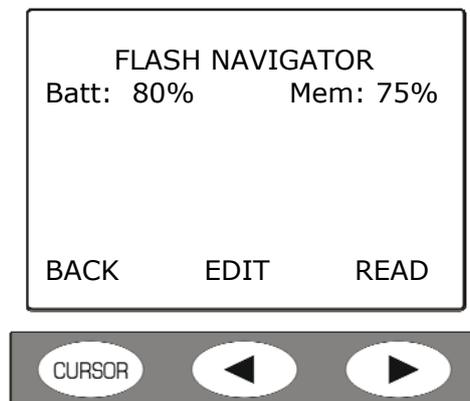 FLASH NAVIGATOR
Batt: 80% Mem: 75%
BACK EDIT READ
CURSOR